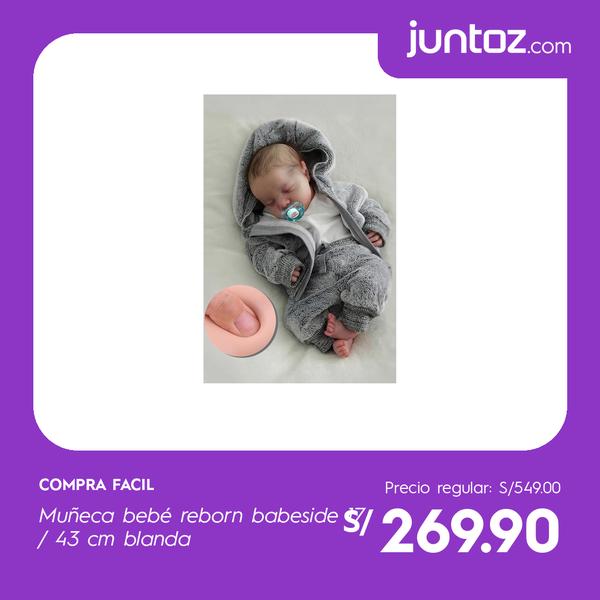 juntoz.com
COMPRA FACIL
Precio regular: S/549.00
Muñeca bebé reborn babeside
/ 43 cm blanda
S/ 269.90